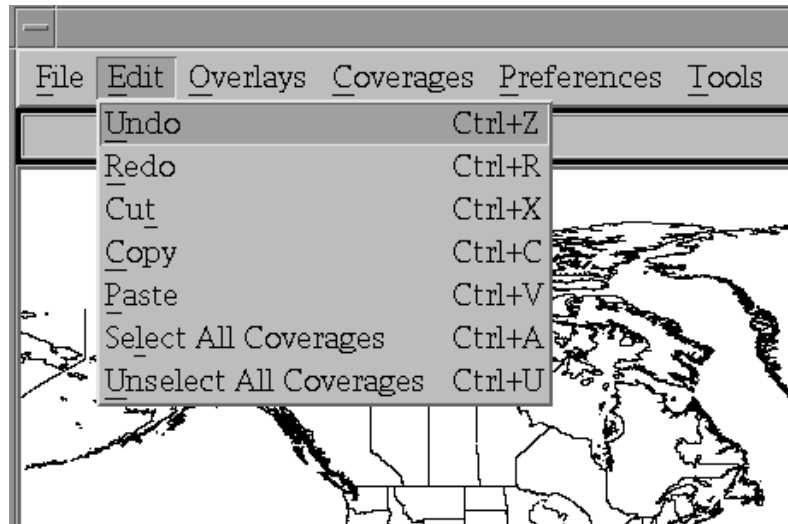 File Edit Overlays Coverages Preferences Tools
Undo Ctrl+Z
Redo Ctrl+R
Cut Ctrl+X
Copy Ctrl+C
Paste Ctrl+V
Select All Coverages Ctrl+A
Unselect All Coverages Ctrl+U